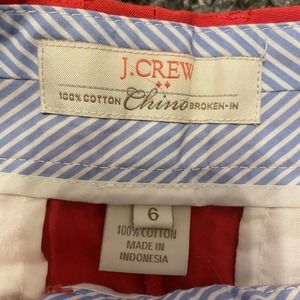 J.CREW
100% COTTON Chino BROKEN-IN
6
100% COTTON
MADE IN
INDONESIA